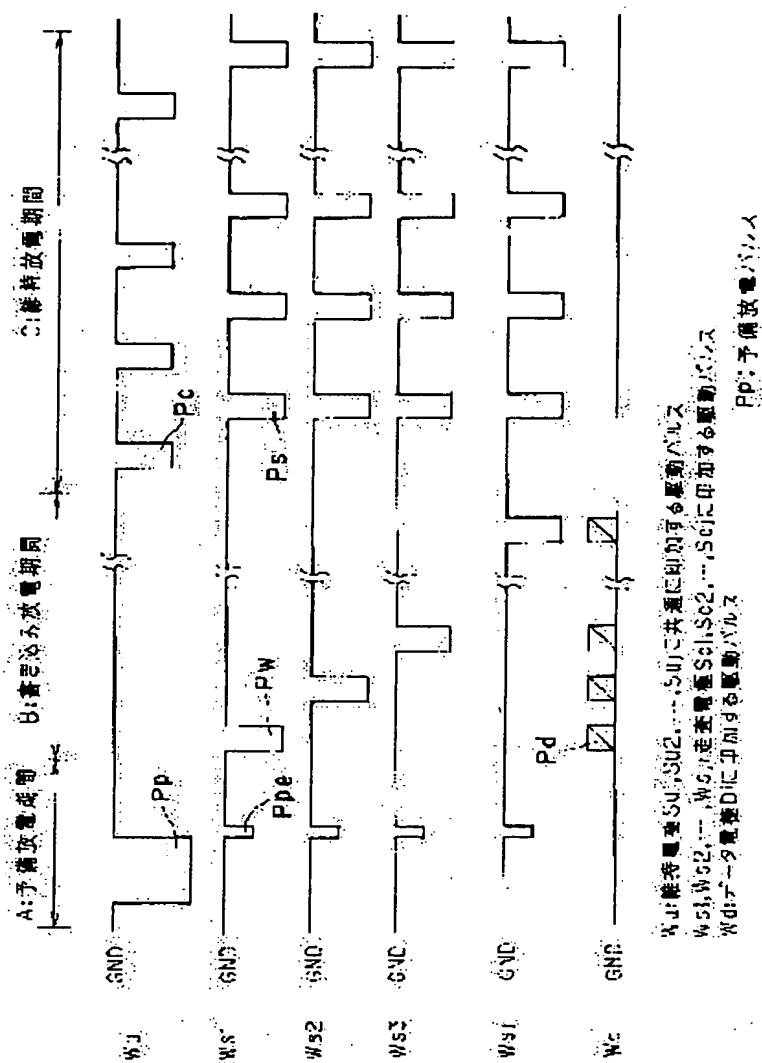 A:予備放電期間
B:書き込み放電期間
C:維持放電期間
Wu GND Pp Pc
Ws1 GND Ppe Pw Ps
Ws2 GND
Ws3 GND
Wsj GND
Wd GND Pd
Wu:維持電極Su1,Su2,---,Sujに共通に印加する駆動パルス
Ws1,Ws2,---,Wsj:走査電極Sc1,Sc2,---,Scjに印加する駆動パルス
Wd:データ電極Diに印加する駆動パルス
Pp:予備放電パルス